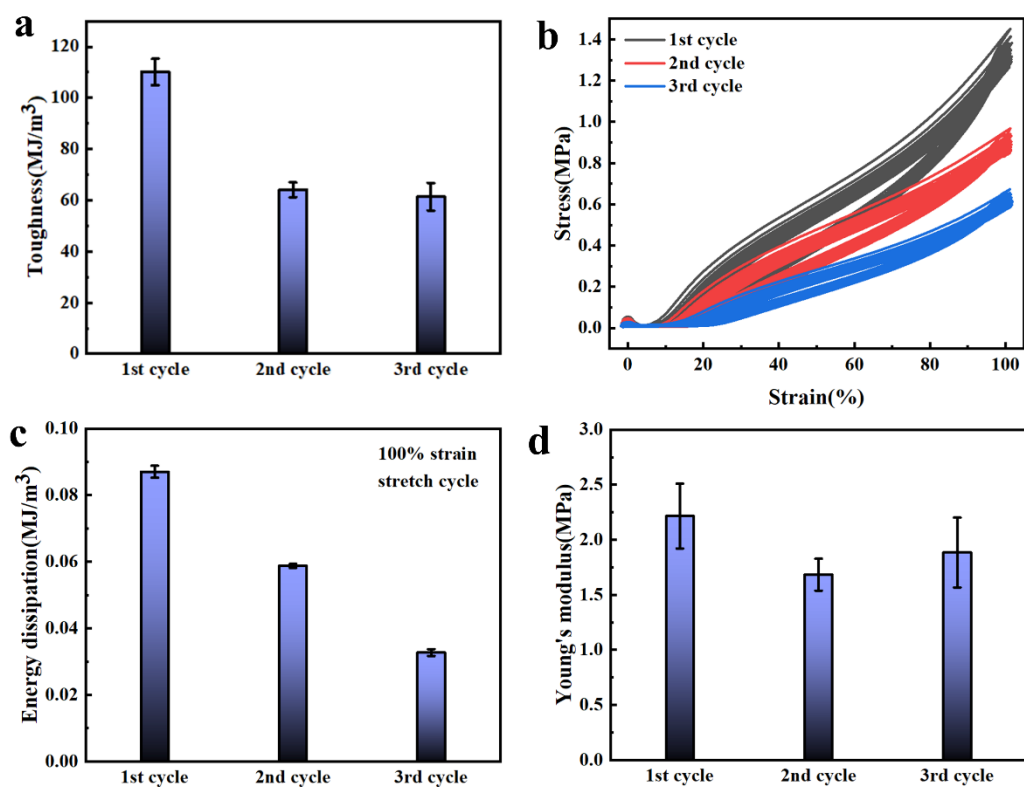 a
Toughness(MJ/m³)
120
100
80
60
40
20
0
1st cycle 2nd cycle 3rd cycle
b
Stress(MPa)
1.4
1.2
1.0
0.8
0.6
0.4
0.2
0.0
1st cycle
2nd cycle
3rd cycle
0 20 40 60 80 100
Strain(%)
c
Energy dissipation(MJ/m³)
0.10
0.08
0.06
0.04
0.02
0.00
100% strain
stretch cycle
1st cycle 2nd cycle 3rd cycle
d
Young's modulus(MPa)
3.0
2.5
2.0
1.5
1.0
0.5
0.0
1st cycle 2nd cycle 3rd cycle